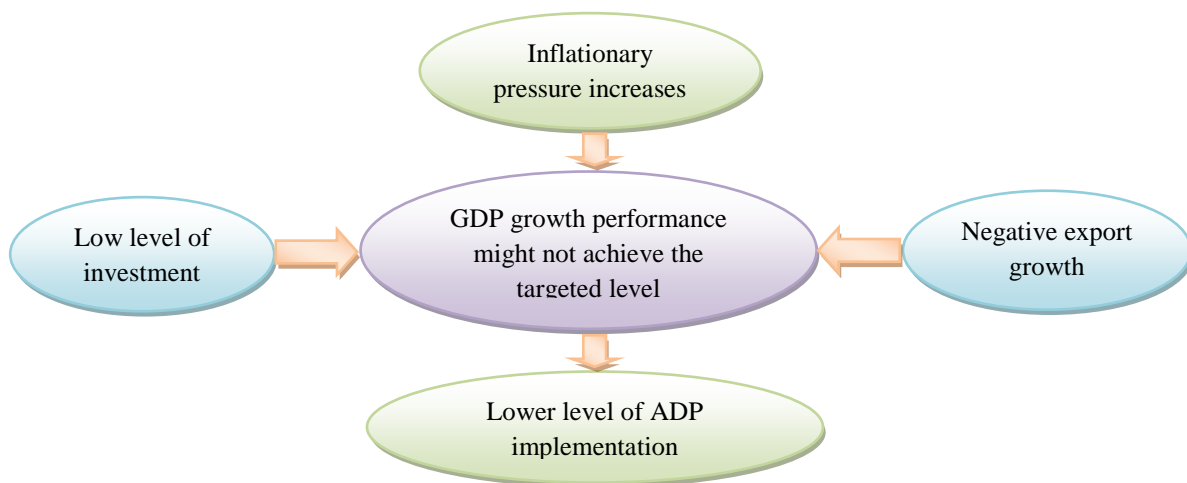 Inflationary
pressure increases
Low level of
investment
GDP growth performance
might not achieve the
targeted level
Negative export
growth
Lower level of ADP
implementation